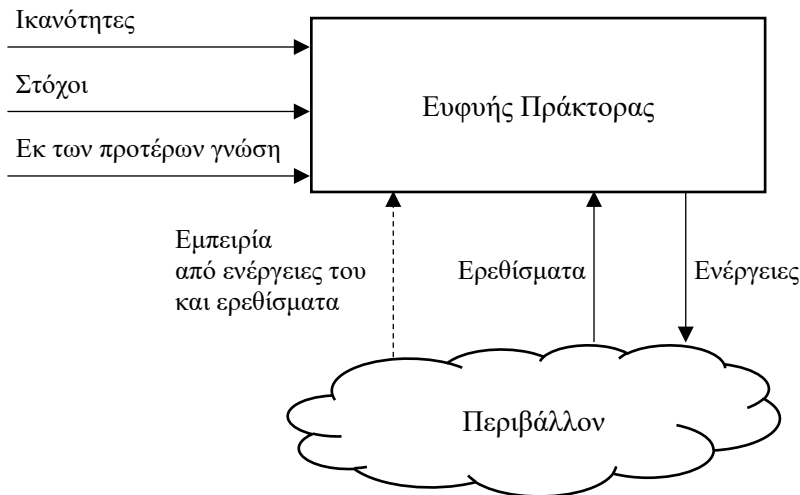 Ικανότητες
Στόχοι
Ευφυής Πράκτορας
Εκ των προτέρων γνώση
Εμπειρία
από ενέργειες του
και ερεθίσματα
Ερεθίσματα
Ενέργειες
Περιβάλλον